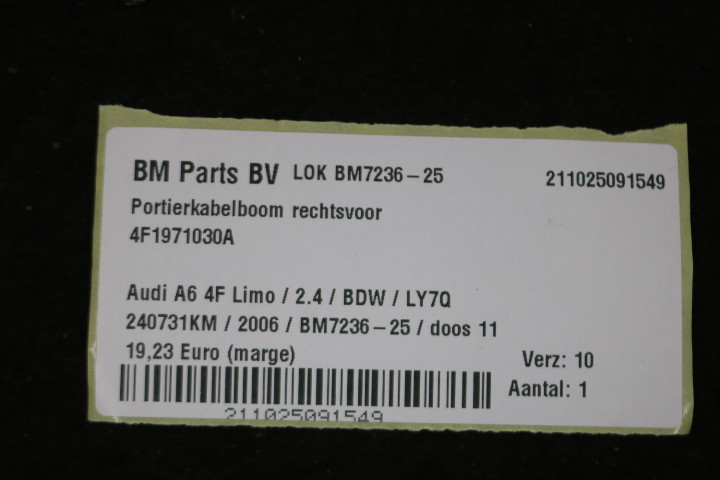 BM Parts BV LOK BM7236-25 211025091549
Portierkabelboom rechtsvoor
4F1971030A
Audi A6 4F Limo / 2.4 / BDW / LY7Q
240731KM / 2006 / BM7236-25 / doos 11
19,23 Euro (marge) Verz: 10
Aantal: 1
211025091549